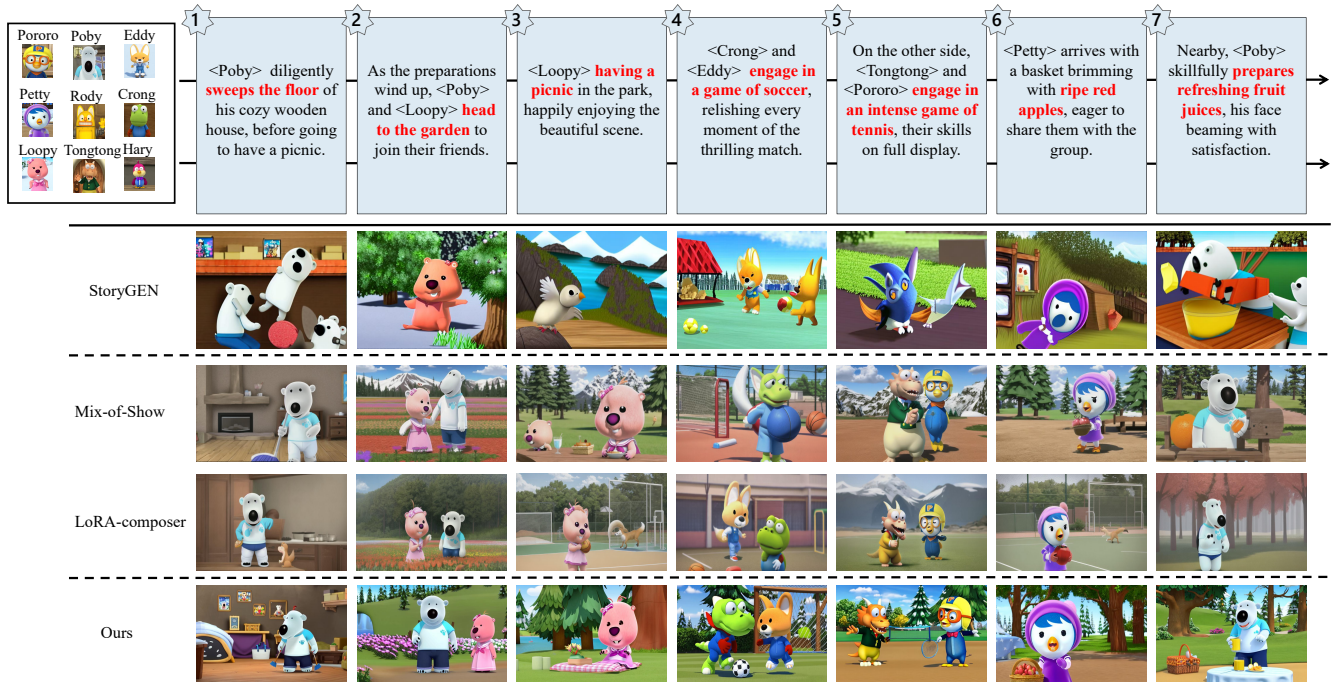 Pororo Poby Eddy
Petty Rody Crong
Loopy Tongtong Hary
1
<Poby> diligently
sweeps the floor of
his cozy wooden
house, before going
to have a picnic.
2
As the preparations
wind up, <Poby>
and <Loopy> head
to the garden to
join their friends.
3
<Loopy> having a
picnic in the park,
happily enjoying the
beautiful scene.
4
<Crong> and
<Eddy> engage in
a game of soccer,
relishing every
moment of the
thrilling match.
5
On the other side,
<Tongtong> and
<Pororo> engage in
an intense game of
tennis, their skills
on full display.
6
<Petty> arrives with
a basket brimming
with ripe red
apples, eager to
share them with the
group.
7
Nearby, <Poby>
skillfully prepares
refreshing fruit
juices, his face
beaming with
satisfaction.
StoryGEN
Mix-of-Show
LoRA-composer
Ours